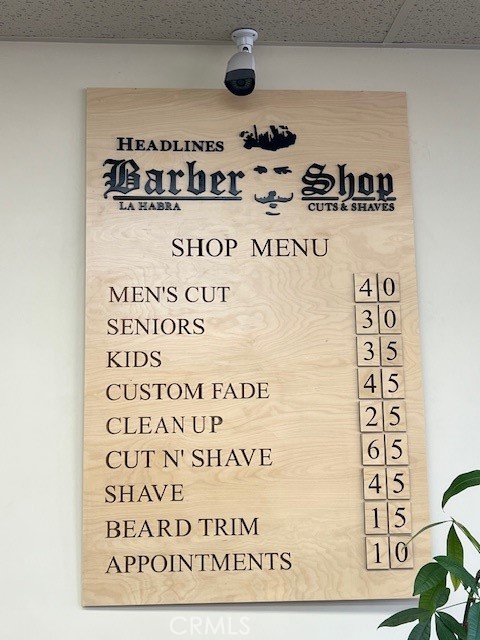 HEADLINES
Barber Shop
LA HABRA CUTS & SHAVES
SHOP MENU
MEN'S CUT 40
SENIORS 30
KIDS 35
CUSTOM FADE 45
CLEAN UP 25
CUT N' SHAVE 65
SHAVE 45
BEARD TRIM 15
APPOINTMENTS 10
CRMLS